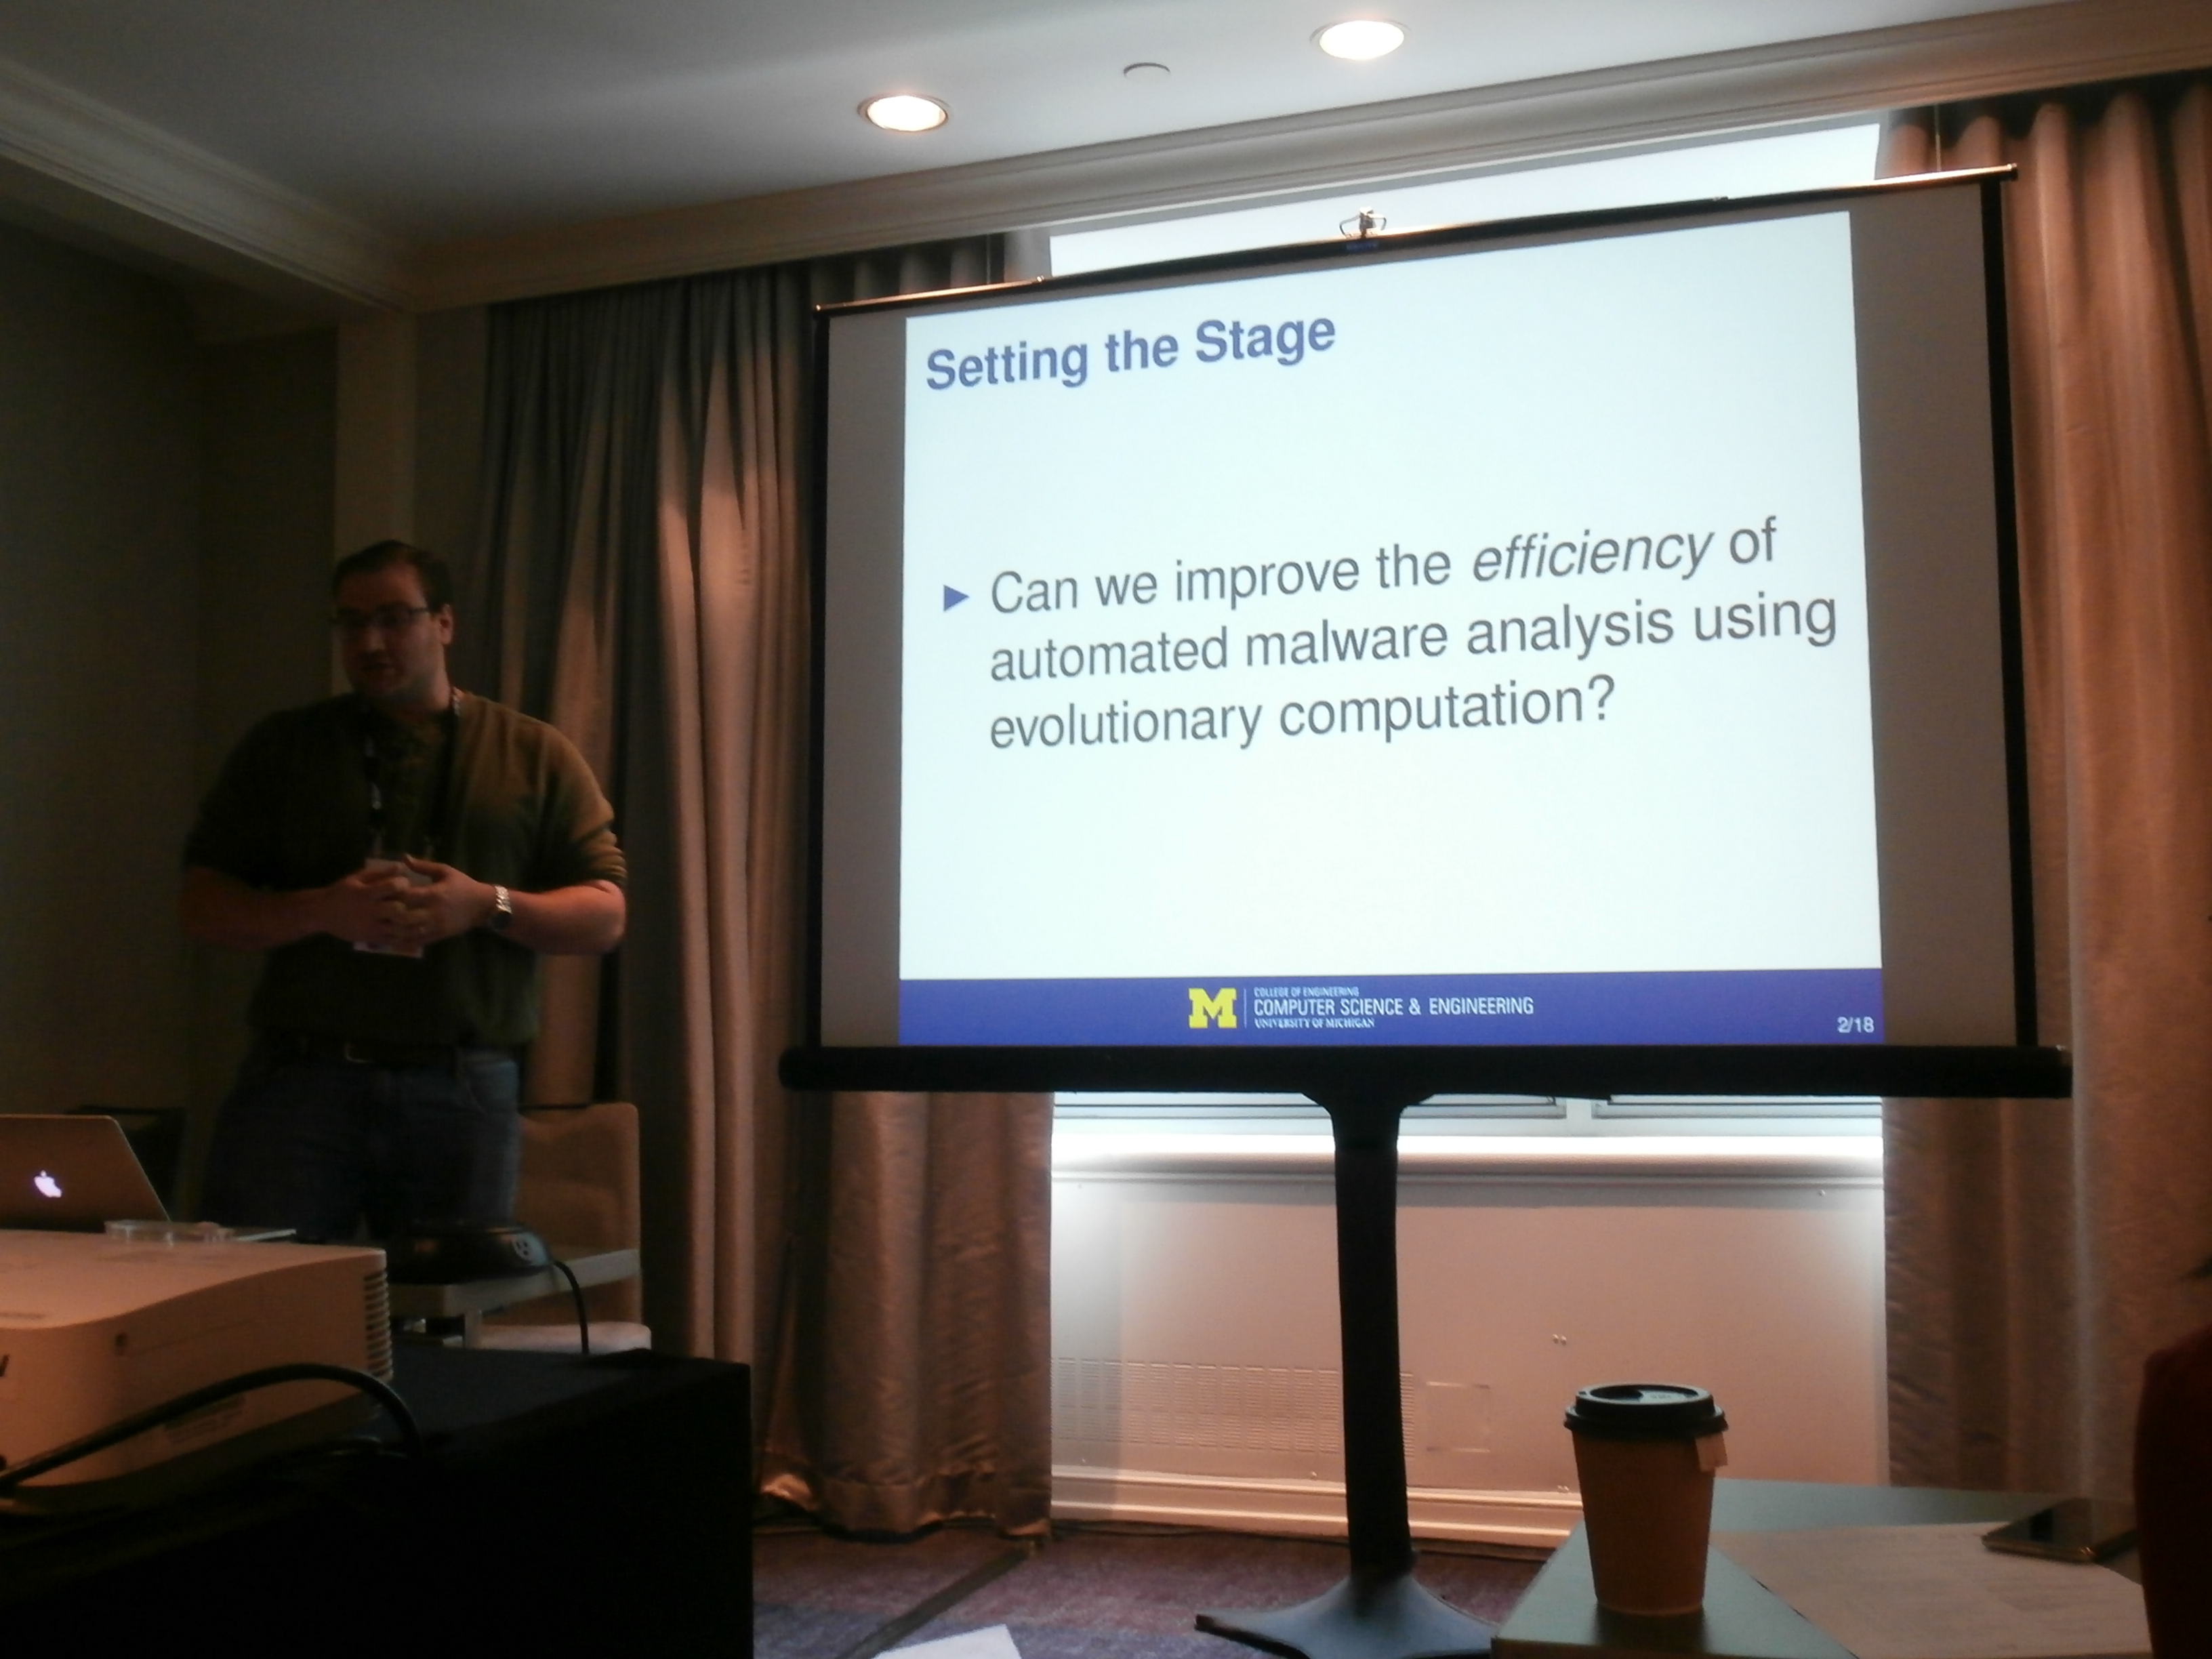 Setting the Stage
► Can we improve the efficiency of
automated malware analysis using
evolutionary computation?
M
COLLEGE OF ENGINEERING
COMPUTER SCIENCE & ENGINEERING
UNIVERSITY OF MICHIGAN
2/18